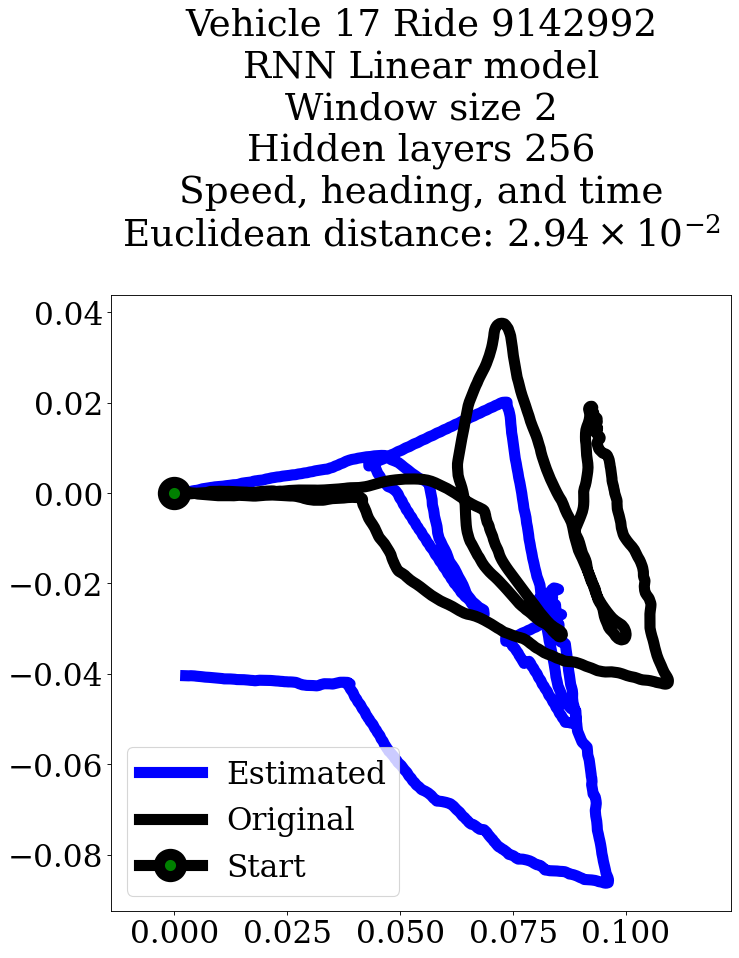 Vehicle 17 Ride 9142992
RNN Linear model
Window size 2
Hidden layers 256
Speed, heading, and time
Euclidean distance: 2.94 × 10⁻²
0.04
0.02
0.00
−0.02
−0.04
−0.06
−0.08
Estimated
Original
Start
0.000 0.025 0.050 0.075 0.100